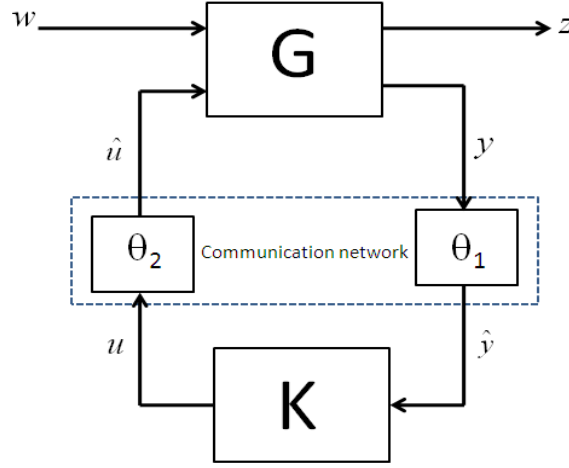 w
G
z
û
y
θ₂
Communication network
θ₁
u
ŷ
K